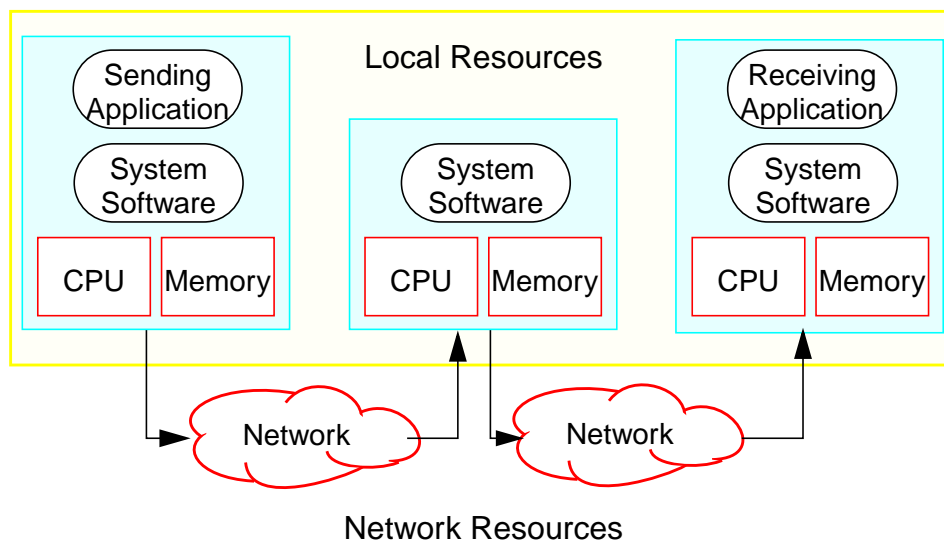 Local Resources
Sending
Application
System
Software
CPU
Memory
System
Software
CPU
Memory
Receiving
Application
System
Software
CPU
Memory
Network
Network
Network Resources